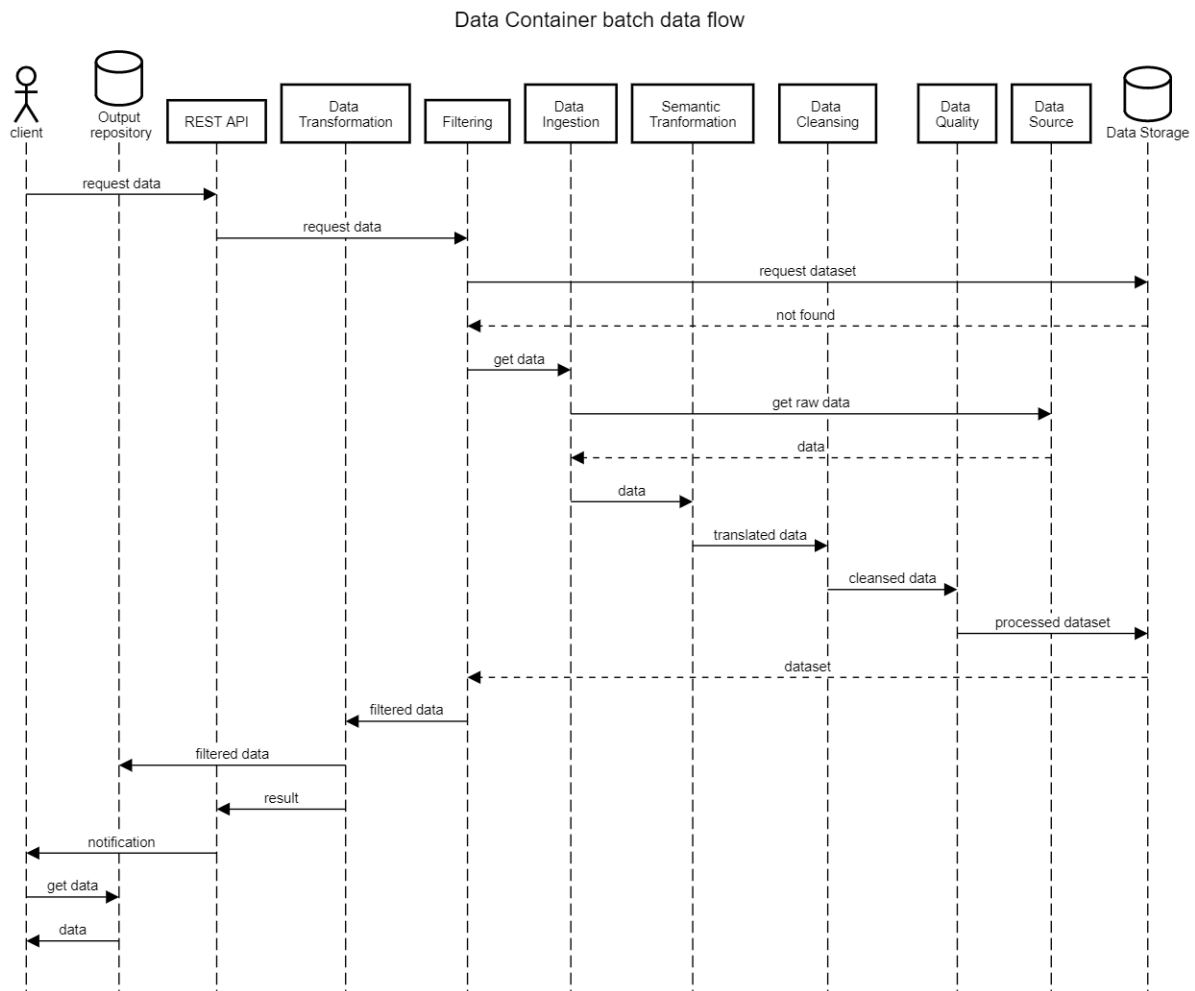 Data Container batch data flow
client
Output
repository
REST API
Data
Transformation
Filtering
Data
Ingestion
Semantic
Tranformation
Data
Cleansing
Data
Quality
Data
Source
Data Storage
request data
request data
request dataset
not found
get data
get raw data
data
data
translated data
cleansed data
processed dataset
dataset
filtered data
filtered data
result
notification
get data
data